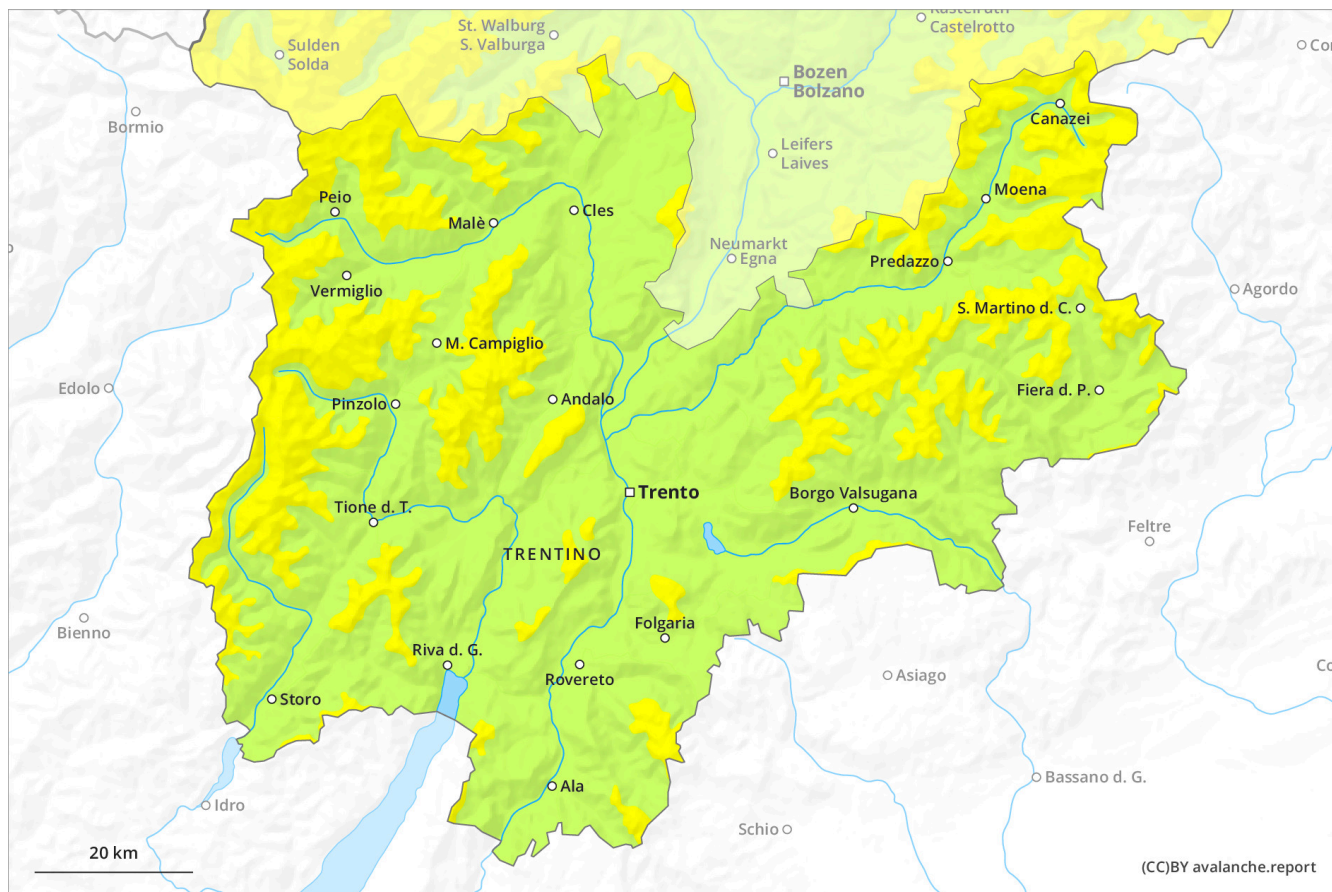 Kastelruth
Castelrotto
St. Walburg
S. Valburga
Sulden
Solda
Bozen
Bolzano
Bormio
Canazei
Leifers
Laives
Moena
Peio
Malè
Cles
Neumarkt
Egna
Predazzo
Vermiglio
Agordo
S. Martino d. C.
M. Campiglio
Edolo
Pinzolo
Andalo
Fiera d. P.
Trento
Borgo Valsugana
Tione d. T.
Feltre
TRENTINO
Bienno
Folgaria
Riva d. G.
Rovereto
Asiago
Storo
Ala
Bassano d. G.
Idro
Schio
20 km
(CC)BY avalanche.report